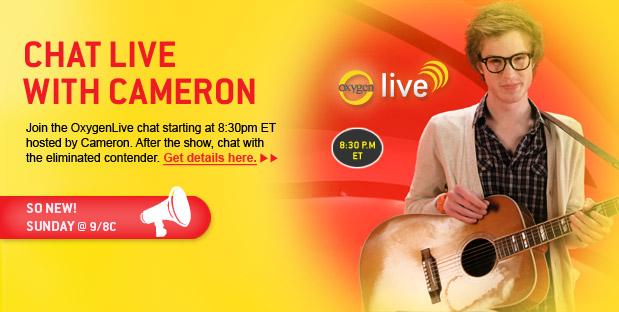 CHAT LIVE
WITH CAMERON
Join the OxygenLive chat starting at 8:30pm ET
hosted by Cameron. After the show, chat with
the eliminated contender. Get details here.
SO NEW!
SUNDAY @ 9/8C
Oxygen live
8:30 P.M
ET